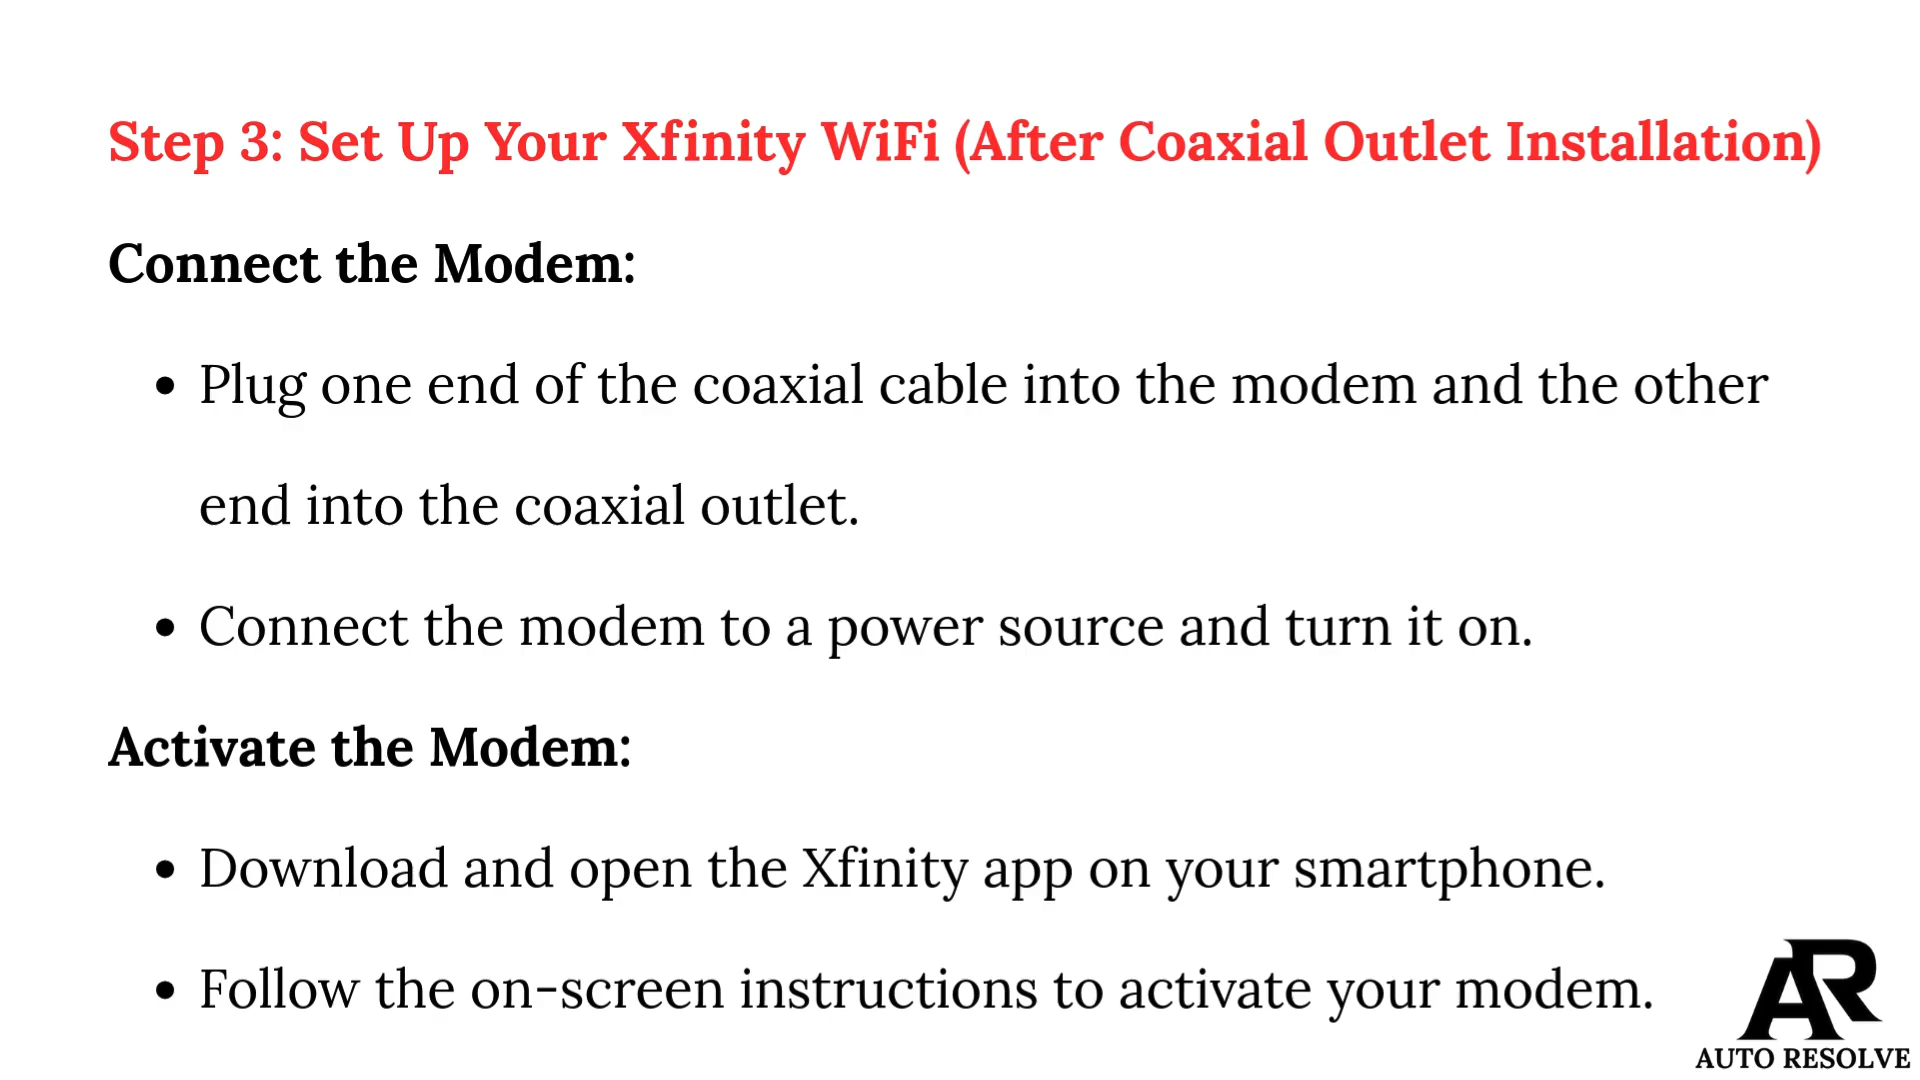 Step 3: Set Up Your Xfinity WiFi (After Coaxial Outlet Installation)
Connect the Modem:
• Plug one end of the coaxial cable into the modem and the other
end into the coaxial outlet.
• Connect the modem to a power source and turn it on.
Activate the Modem:
• Download and open the Xfinity app on your smartphone.
• Follow the on-screen instructions to activate your modem.
AR
AUTO RESOLVE